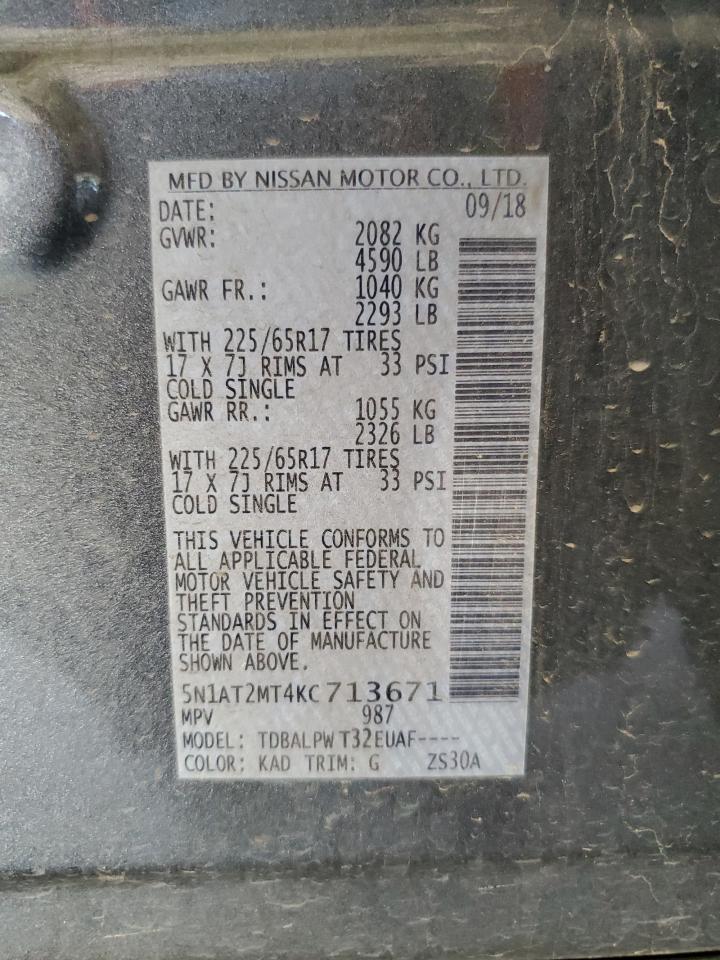 MFD BY NISSAN MOTOR CO., LTD.
DATE: 09/18
GVWR: 2082 KG
4590 LB
GAWR FR.: 1040 KG
2293 LB
WITH 225/65R17 TIRES
17 X 7J RIMS AT 33 PSI
COLD SINGLE
GAWR RR.: 1055 KG
2326 LB
WITH 225/65R17 TIRES
17 X 7J RIMS AT 33 PSI
COLD SINGLE
THIS VEHICLE CONFORMS TO
ALL APPLICABLE FEDERAL
MOTOR VEHICLE SAFETY AND
THEFT PREVENTION
STANDARDS IN EFFECT ON
THE DATE OF MANUFACTURE
SHOWN ABOVE.
5N1AT2MT4KC713671
MPV 987
MODEL: TDBALPWT32EUAF----
COLOR: KAD TRIM: G ZS30A